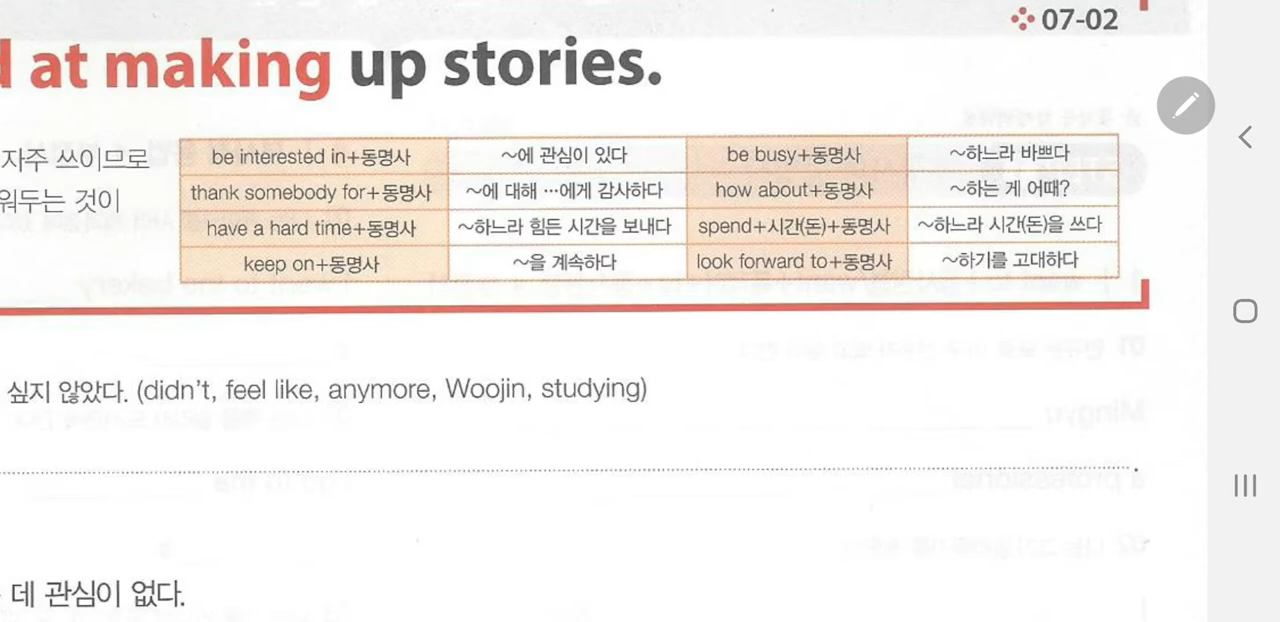 07-02
at making up stories.
자주 쓰이므로
워두는 것이
be interested in+동명사 ~에 관심이 있다 be busy+동명사 ~하느라 바쁘다
thank somebody for+동명사 ~에 대해 …에게 감사하다 how about+동명사 ~하는 게 어때?
have a hard time+동명사 ~하느라 힘든 시간을 보내다 spend+시간(돈)+동명사 ~하느라 시간(돈)을 쓰다
keep on+동명사 ~을 계속하다 look forward to+동명사 ~하기를 고대하다
싶지 않았다. (didn't, feel like, anymore, Woojin, studying)
데 관심이 없다.